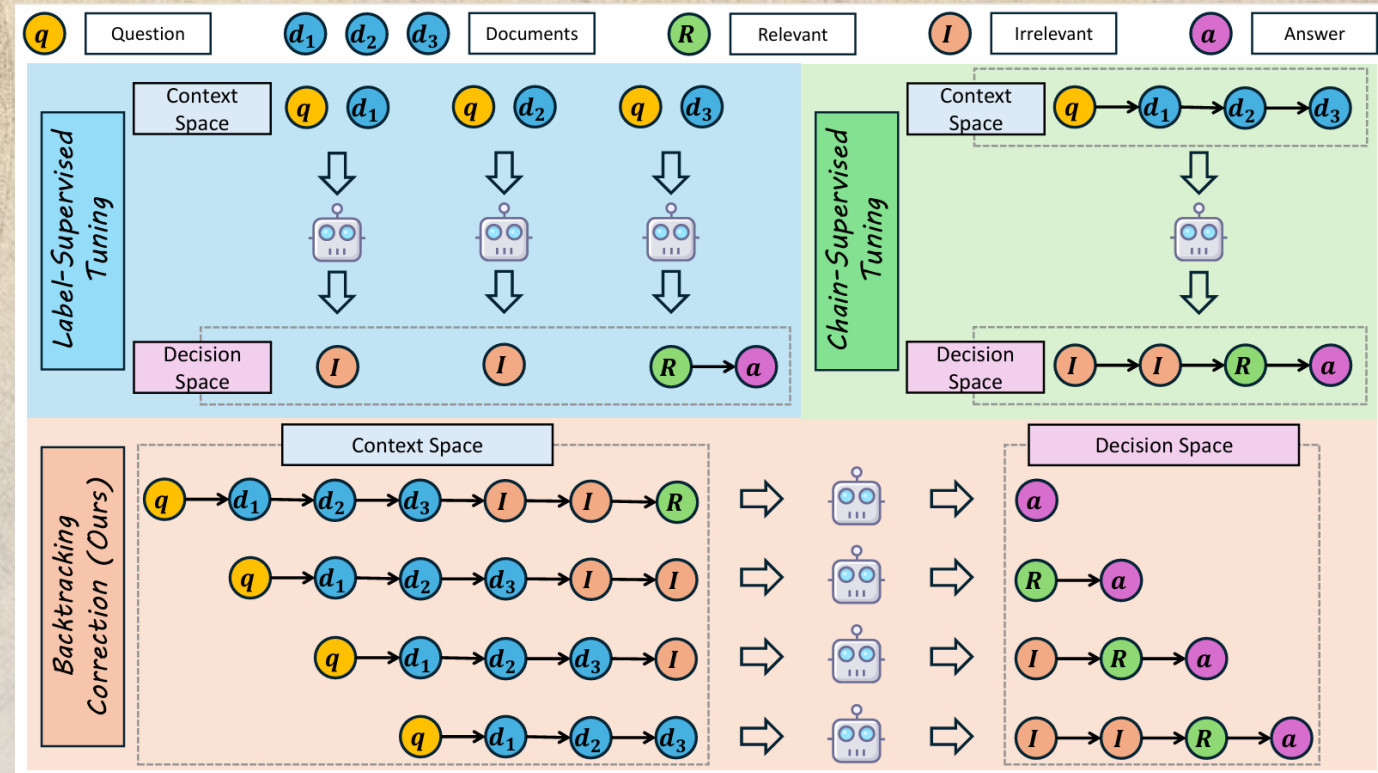 q Question d1 d2 d3 Documents R Relevant I Irrelevant a Answer
Label-Supervised
Tuning
Context
Space
q d1 q d2 q d3
Decision
Space
I I R a
Chain-Supervised
Tuning
Context
Space
q d1 d2 d3
Decision
Space
I I R a
Backtracking
Correction (Ours)
Context Space
Decision Space
q d1 d2 d3 I I R a
q d1 d2 d3 I I R a
q d1 d2 d3 I I R a
q d1 d2 d3 I I R a